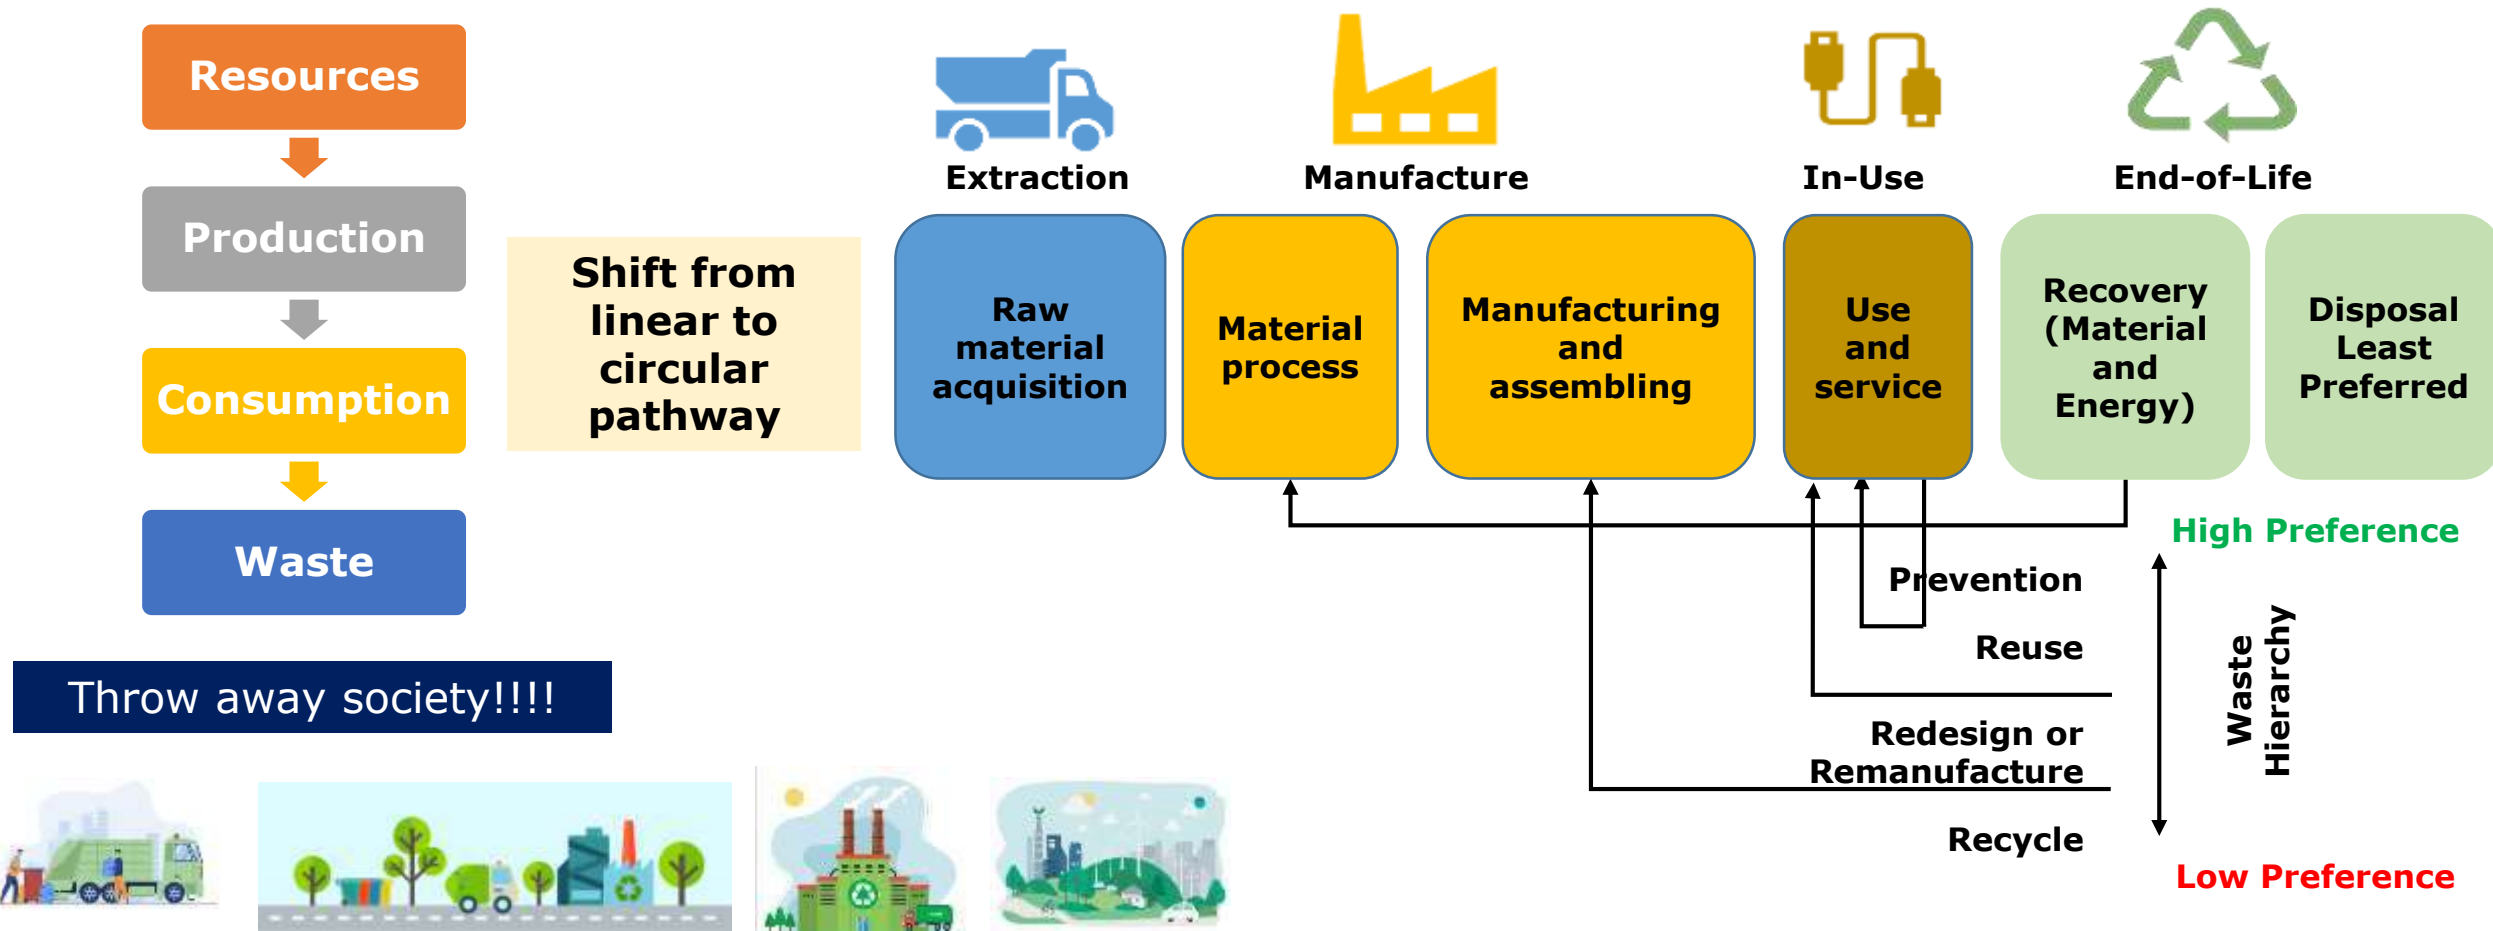 Resources
Production
Consumption
Waste
Throw away society!!!!
Shift from
linear to
circular
pathway
Extraction
Manufacture
In-Use
End-of-Life
Raw
material
acquisition
Material
process
Manufacturing
and
assembling
Use
and
service
Recovery
(Material
and
Energy)
Disposal
Least
Preferred
High Preference
Prevention
Reuse
Redesign or
Remanufacture
Recycle
Waste
Hierarchy
Low Preference